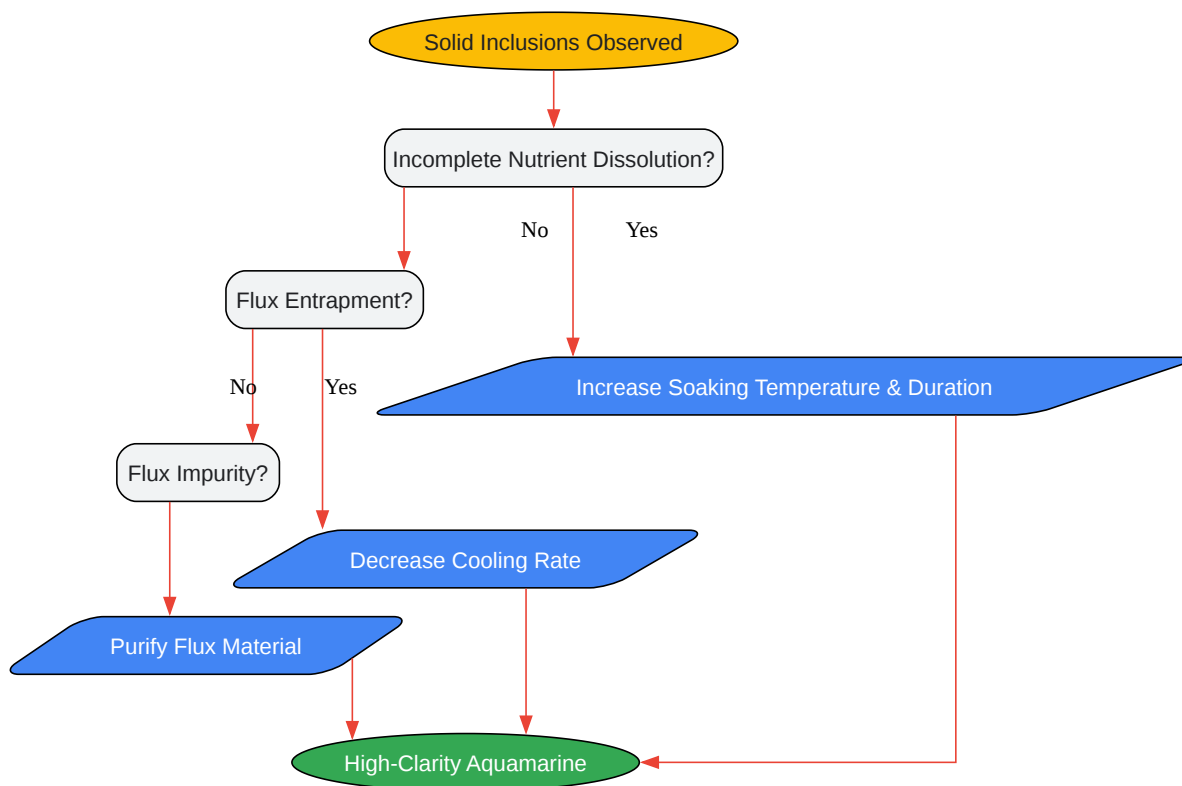 Solid Inclusions Observed
Incomplete Nutrient Dissolution?
No
Yes
Flux Entrapment?
No
Yes
Increase Soaking Temperature & Duration
Flux Impurity?
Decrease Cooling Rate
Purify Flux Material
High-Clarity Aquamarine